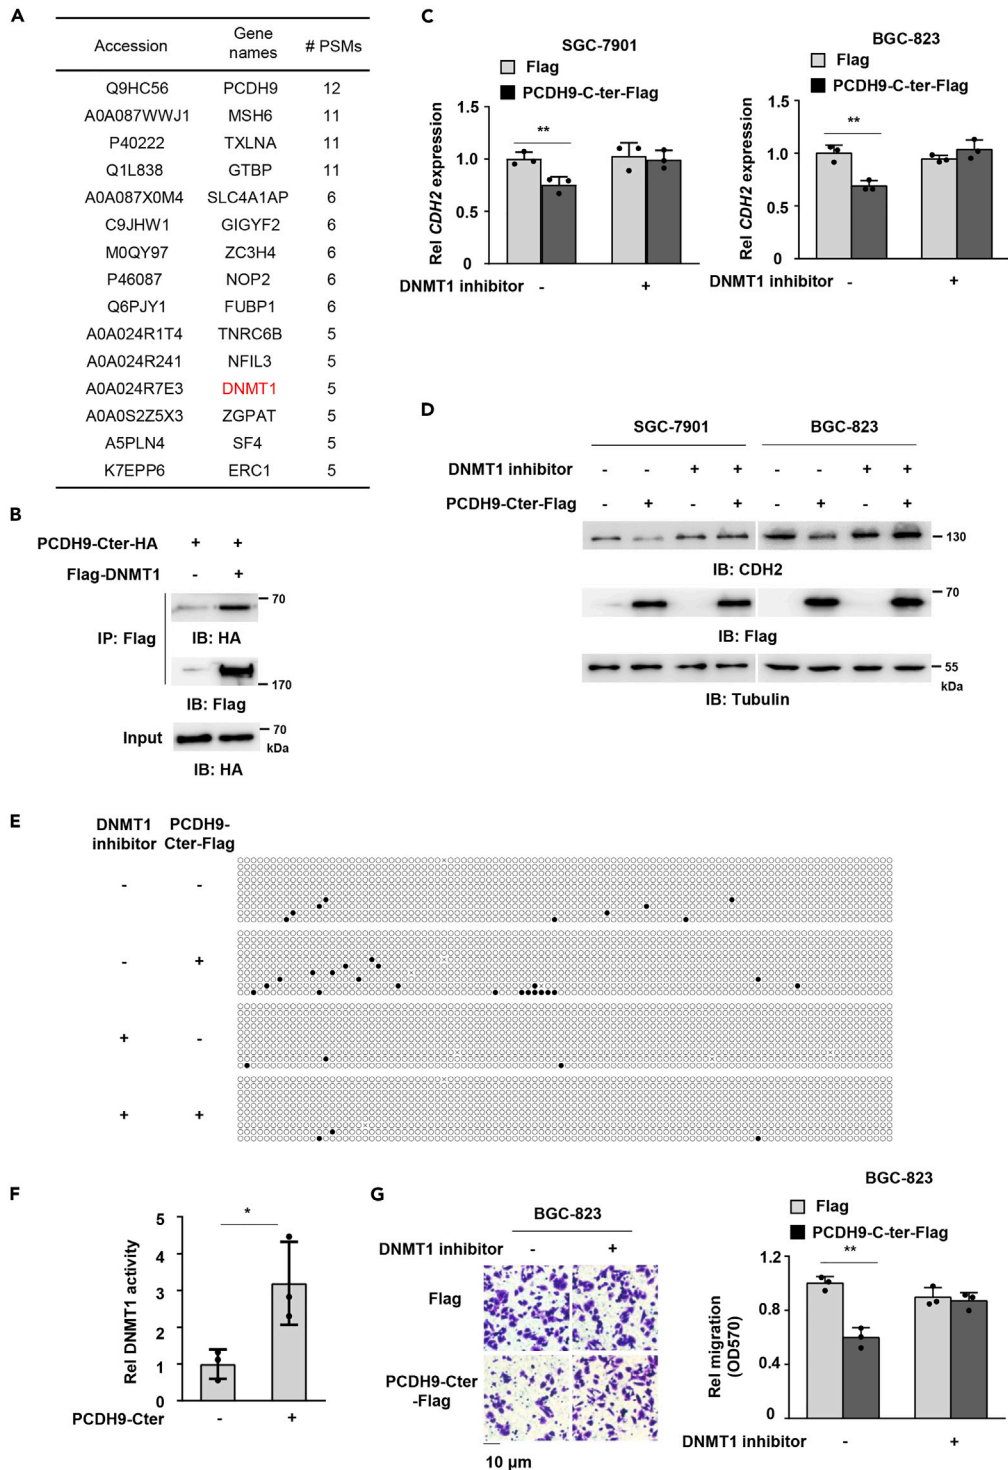 A
Accession Gene names # PSMs
Q9HC56 PCDH9 12
A0A087WWJ1 MSH6 11
P40222 TXLNA 11
Q1L838 GTBP 11
A0A087X0M4 SLC4A1AP 6
C9JHW1 GIGYF2 6
M0QY97 ZC3H4 6
P46087 NOP2 6
Q6PJY1 FUBP1 6
A0A024R1T4 TNRC6B 5
A0A024R241 NFIL3 5
A0A024R7E3 DNMT1 5
A0A0S2Z5X3 ZGPAT 5
A5PLN4 SF4 5
K7EPP6 ERC1 5
B
PCDH9-Cter-HA + +
Flag-DNMT1 - +
70
IP: Flag
IB: HA
170
IB: Flag
Input 70
kDa
IB: HA
C
SGC-7901
Flag
PCDH9-C-ter-Flag
Rel CDH2 expression
1.5
1.0
0.5
0
**
DNMT1 inhibitor - +
BGC-823
Flag
PCDH9-C-ter-Flag
Rel CDH2 expression
1.5
1.0
0.5
0
**
DNMT1 inhibitor - +
D
SGC-7901 BGC-823
DNMT1 inhibitor - - + + - - + +
PCDH9-Cter-Flag - + - + - + - +
130
IB: CDH2
70
IB: Flag
55
kDa
IB: Tubulin
E
DNMT1 PCDH9-
inhibitor Cter-Flag
- -
- +
+ -
+ +
F
Rel DNMT1 activity
5
4
3
2
1
0
*
PCDH9-Cter - +
G
BGC-823
DNMT1 inhibitor - +
Flag
PCDH9-Cter
-Flag
10 µm
BGC-823
Flag
PCDH9-C-ter-Flag
Rel migration
(OD570)
1.2
0.8
0.4
0
**
DNMT1 inhibitor - +